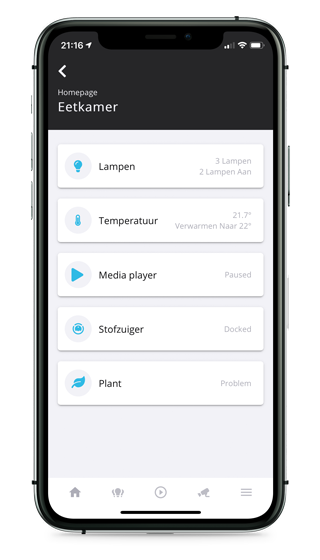 21:16
Homepage
Eetkamer
Lampen
3 Lampen
2 Lampen Aan
Temperatuur
21.7°
Verwarmen Naar 22°
Media player
Paused
Stofzuiger
Docked
Plant
Problem